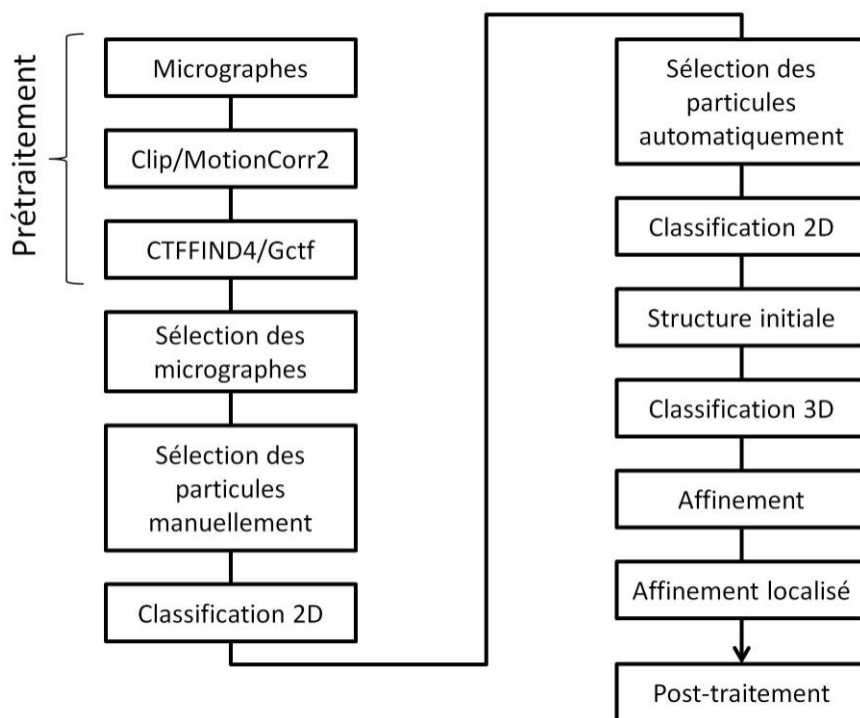 Prétraitement
Micrographes
Clip/MotionCorr2
CTFFIND4/Gctf
Sélection des
micrographes
Sélection des
particules
manuellement
Classification 2D
Sélection des
particules
automatiquement
Classification 2D
Structure initiale
Classification 3D
Affinement
Affinement localisé
Post-traitement